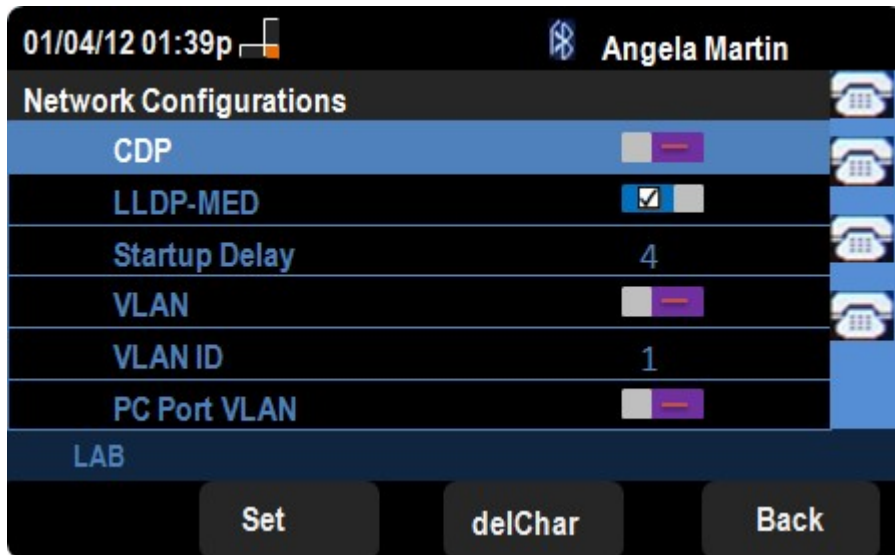 01/04/12 01:39p Angela Martin
Network Configurations
CDP
LLDP-MED
Startup Delay 4
VLAN
VLAN ID 1
PC Port VLAN
LAB
Set delChar Back